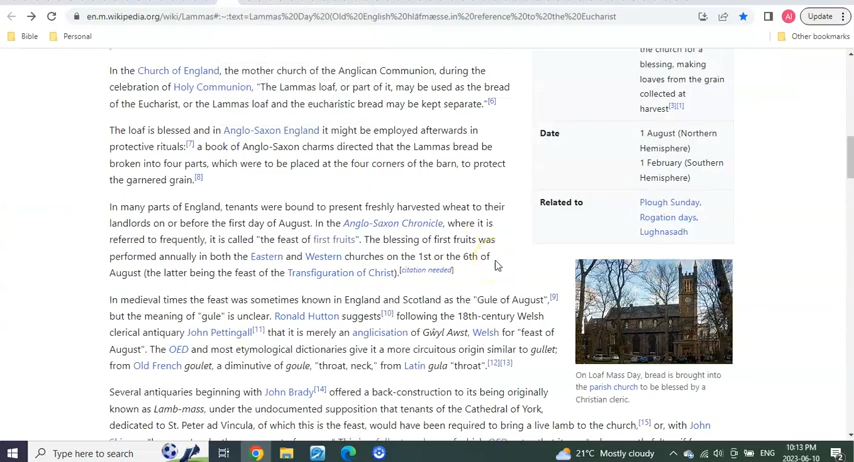 en.m.wikipedia.org/wiki/Lammas#:~:text=Lammas%20Day%20(Old%20English%20hlāfmæsse,in%20reference%20to%20the%20Eucharist
AI
Update
Bible
Personal
Other bookmarks
In the Church of England, the mother church of the Anglican Communion, during the
celebration of Holy Communion, "The Lammas loaf, or part of it, may be used as the bread
of the Eucharist, or the Lammas loaf and the eucharistic bread may be kept separate."[6]
The loaf is blessed and in Anglo-Saxon England it might be employed afterwards in
protective rituals:[7] a book of Anglo-Saxon charms directed that the Lammas bread be
broken into four parts, which were to be placed at the four corners of the barn, to protect
the garnered grain.[8]
In many parts of England, tenants were bound to present freshly harvested wheat to their
landlords on or before the first day of August. In the Anglo-Saxon Chronicle, where it is
referred to frequently, it is called "the feast of first fruits". The blessing of first fruits was
performed annually in both the Eastern and Western churches on the 1st or the 6th of
August (the latter being the feast of the Transfiguration of Christ).[citation needed]
In medieval times the feast was sometimes known in England and Scotland as the "Gule of August",[9]
but the meaning of "gule" is unclear. Ronald Hutton suggests[10] following the 18th-century Welsh
clerical antiquary John Pettingall[11] that it is merely an anglicisation of Gŵyl Awst, Welsh for "feast of
August". The OED and most etymological dictionaries give it a more circuitous origin similar to gullet;
from Old French goulet, a diminutive of goule, "throat, neck," from Latin gula "throat".[12][13]
Several antiquaries beginning with John Brady[14] offered a back-construction to its being originally
known as Lamb-mass, under the undocumented supposition that tenants of the Cathedral of York,
dedicated to St. Peter ad Vincula, of which this is the feast, would have been required to bring a live lamb to the church,[15] or, with John
the church for a
blessing, making
loaves from the grain
collected at
harvest[3][1]
Date
1 August (Northern
Hemisphere)
1 February (Southern
Hemisphere)
Related to
Plough Sunday,
Rogation days,
Lughnasadh
On Loaf Mass Day, bread is brought into
the parish church to be blessed by a
Christian cleric.
Type here to search
21°C Mostly cloudy
ENG
10:13 PM
2023-06-10
2